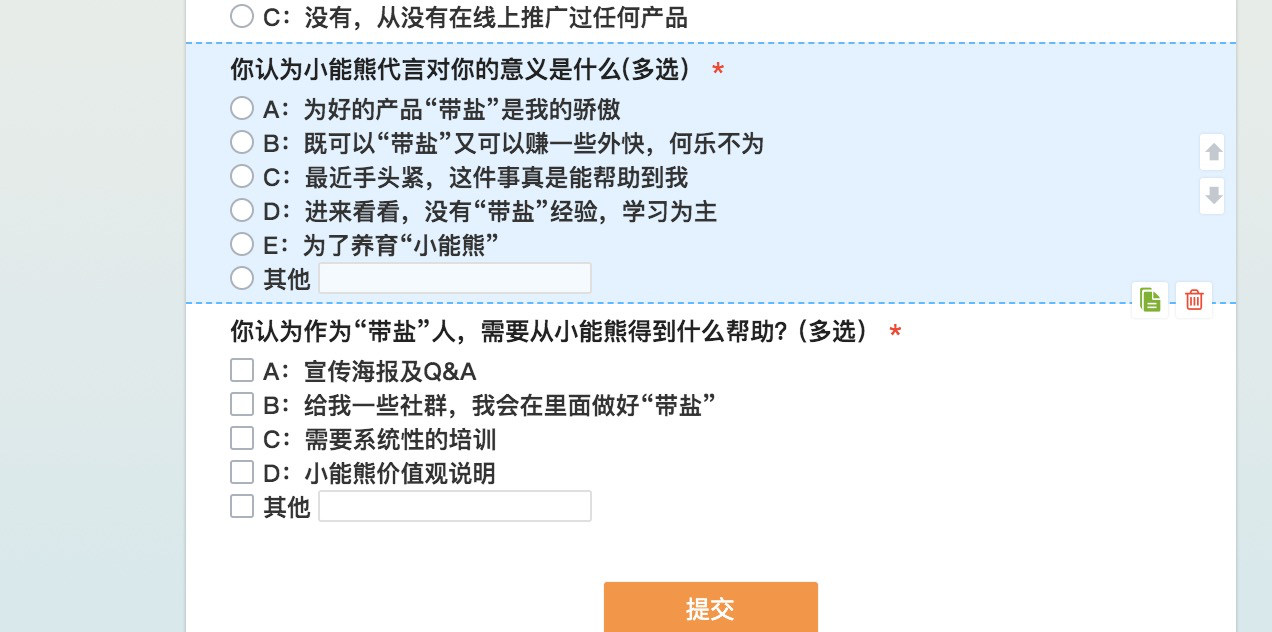 C：没有，从没有在线上推广过任何产品
你认为小能熊代言对你的意义是什么(多选） *
A：为好的产品“带盐”是我的骄傲
B：既可以“带盐”又可以赚一些外快，何乐不为
C：最近手头紧，这件事真是能帮助到我
D：进来看看，没有“带盐”经验，学习为主
E：为了养育“小能熊”
其他
你认为作为“带盐”人，需要从小能熊得到什么帮助?（多选） *
A：宣传海报及Q&A
B：给我一些社群，我会在里面做好“带盐”
C：需要系统性的培训
D：小能熊价值观说明
其他
提交